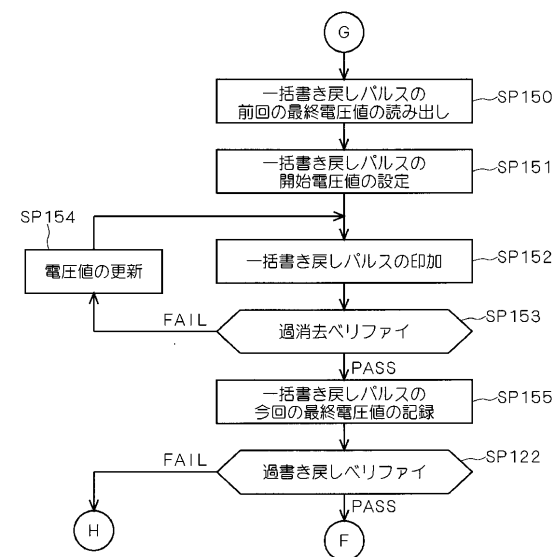 G
一括書き戻しパルスの
前回の最終電圧値の読み出し
SP150
一括書き戻しパルスの
開始電圧値の設定
SP151
SP154
電圧値の更新
一括書き戻しパルスの印加
SP152
FAIL
過消去ベリファイ
SP153
PASS
一括書き戻しパルスの
今回の最終電圧値の記録
SP155
FAIL
過書き戻しベリファイ
SP122
PASS
H
F